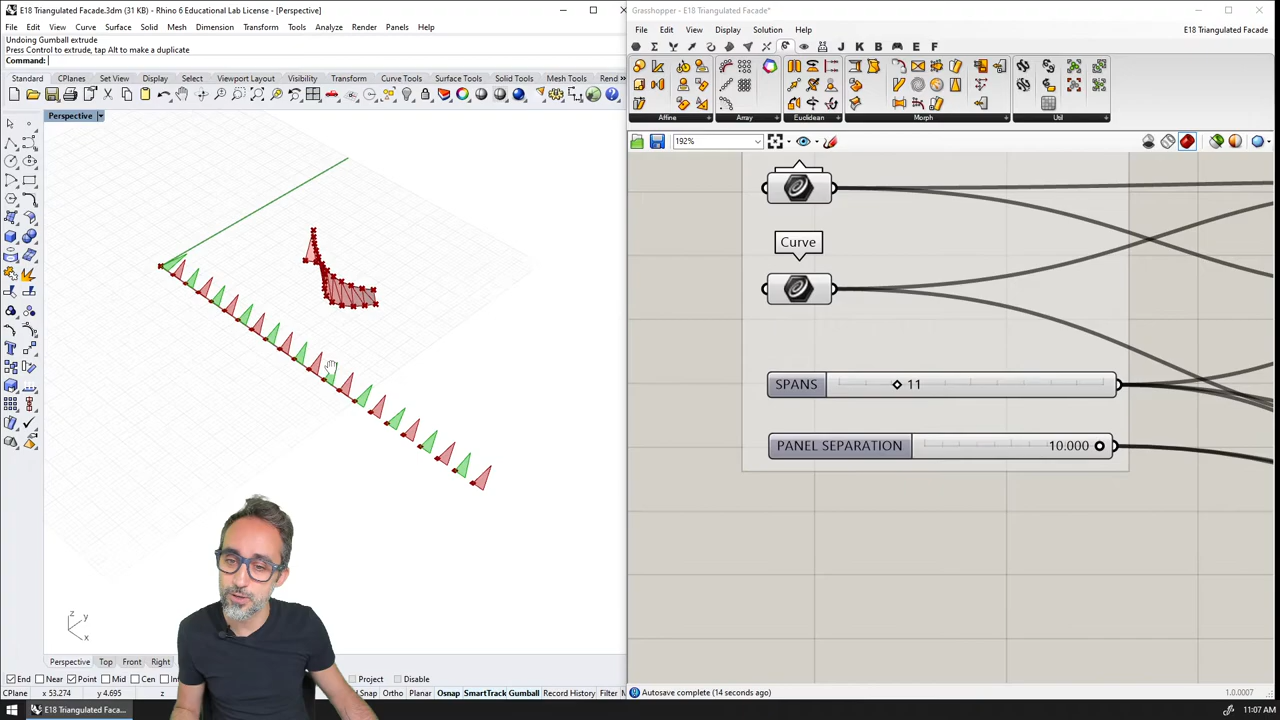 E18 Triangulated Facade.3dm (31 KB) - Rhino 6 Educational Lab License - [Perspective]
File Edit View Curve Surface Solid Mesh Dimension Transform Tools Analyze Render Panels Help
Undoing Gumball extrude
Press Control to extrude, tap Alt to make a duplicate
Command:
Standard CPlanes Set View Display Select Viewport Layout Visibility Transform Curve Tools Surface Tools Solid Tools Mesh Tools Rend
Perspective
z
y
x
Perspective Top Front Right
End Near Point Mid Cen Int Project Disable
CPlane x 53.274 y 4.695 z Snap Ortho Planar Osnap SmartTrack Gumball Record History Filter
E18 Triangulated Faca...
Grasshopper - E18 Triangulated Facade*
File Edit View Display Solution Help
E18 Triangulated Facade
J K B E F
Affine Array Euclidean Morph Util
192%
Curve
SPANS 11
PANEL SEPARATION 10.000
Autosave complete (14 seconds ago)
1.0.0007
11:07 AM